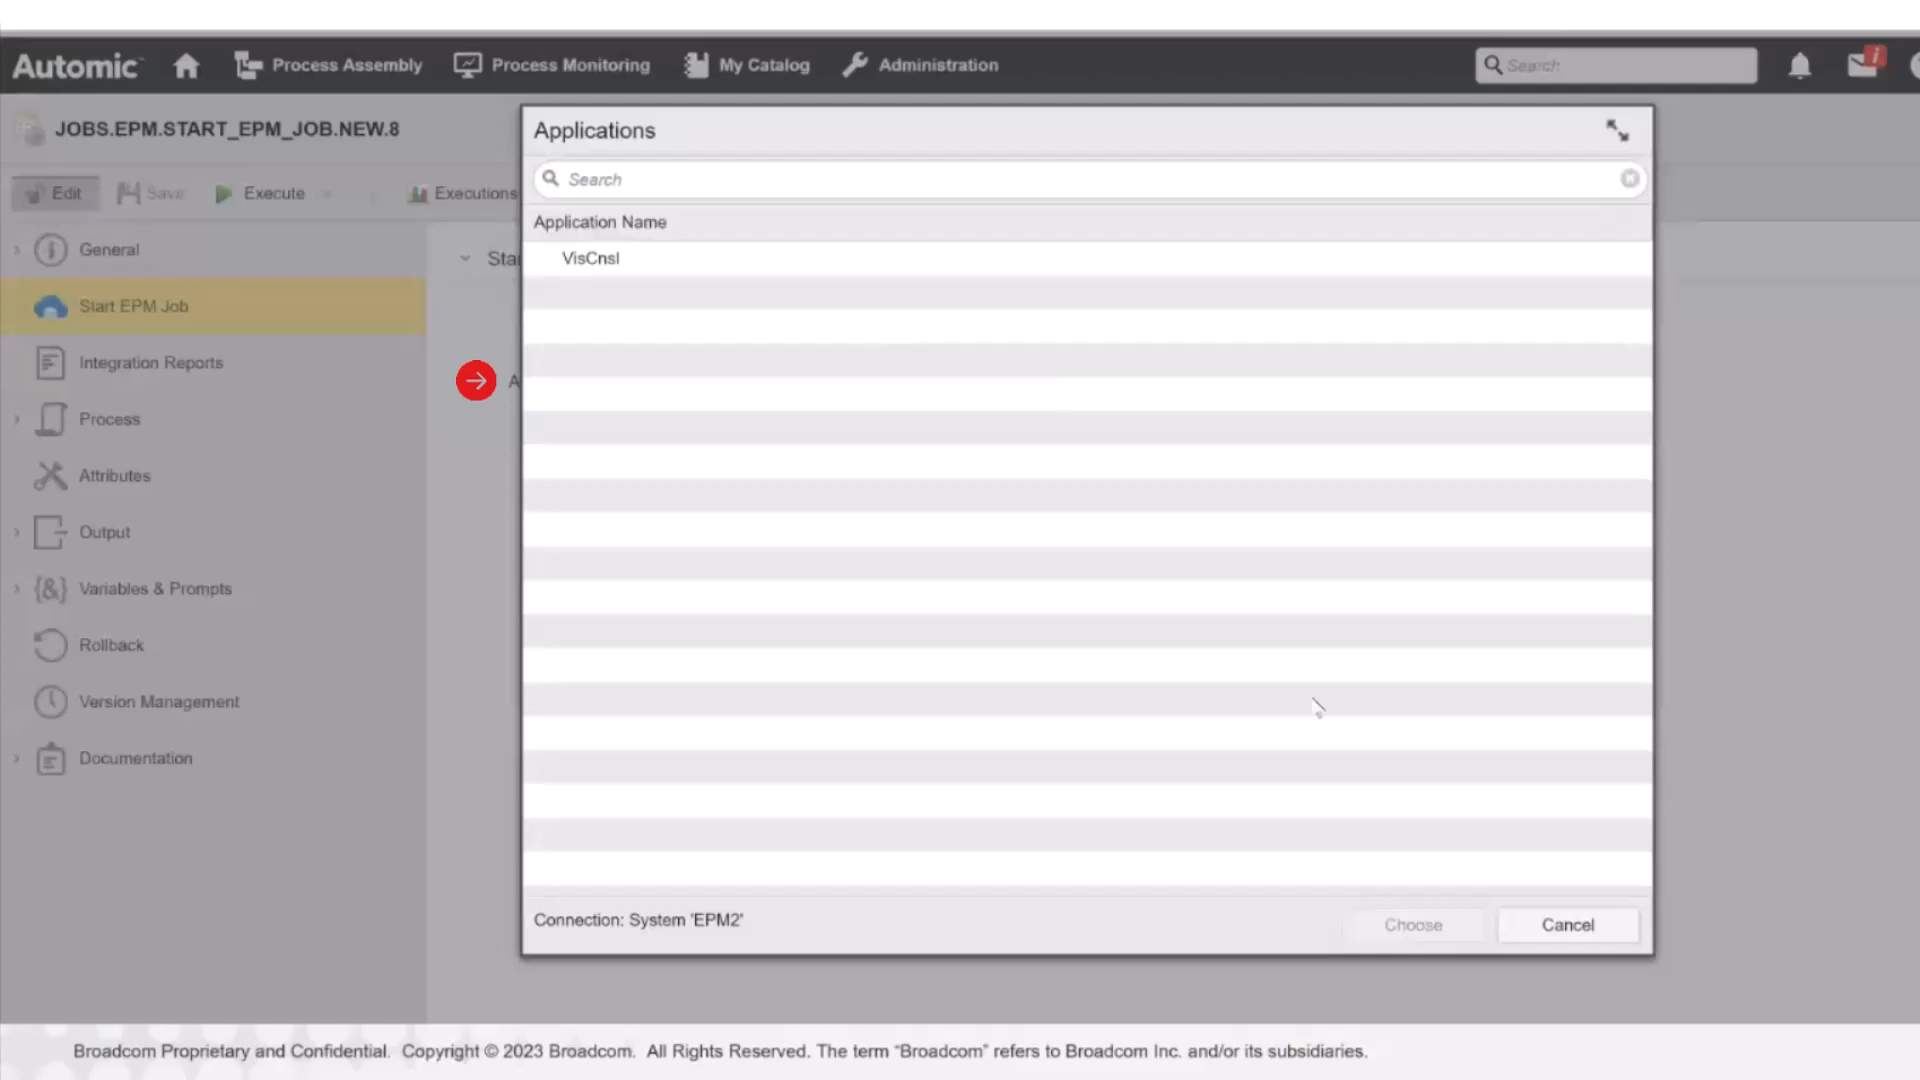 Automic
Process Assembly
Process Monitoring
My Catalog
Administration
Search
JOBS.EPM.START_EPM_JOB.NEW.8
Edit
Save
Execute
Executions
General
Start EPM Job
Integration Reports
Process
Attributes
Output
Variables & Prompts
Rollback
Version Management
Documentation
Star
A
Applications
Search
Application Name
VisCnsl
Connection: System 'EPM2'
Choose
Cancel
Broadcom Proprietary and Confidential. Copyright © 2023 Broadcom. All Rights Reserved. The term “Broadcom” refers to Broadcom Inc. and/or its subsidiaries.